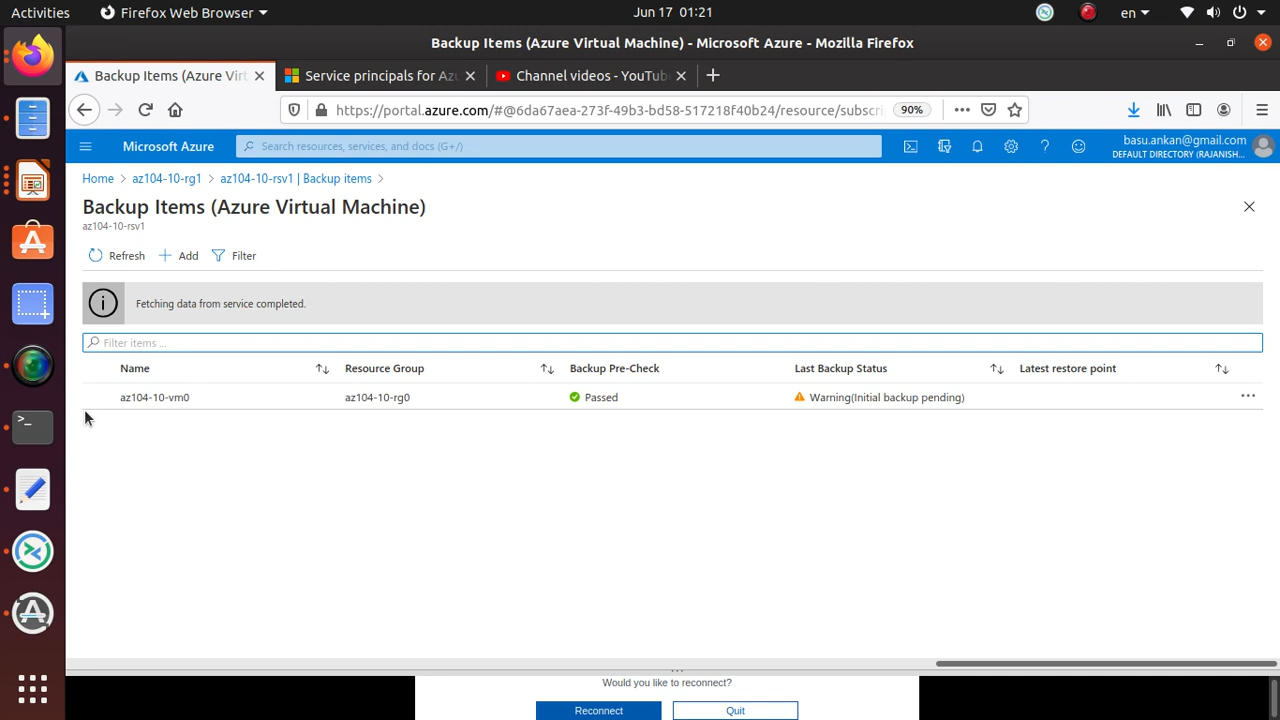 Activities Firefox Web Browser Jun 17 01:21 en
Backup Items (Azure Virtual Machine) - Microsoft Azure - Mozilla Firefox
Backup Items (Azure Virt Service principals for Az Channel videos - YouTub
https://portal.azure.com/#@6da67aea-273f-49b3-bd58-517218f40b24/resource/subscri 90%
Microsoft Azure Search resources, services, and docs (G+/) basu.ankan@gmail.com
DEFAULT DIRECTORY (RAJANISH...
Home > az104-10-rg1 > az104-10-rsv1 | Backup items >
Backup Items (Azure Virtual Machine)
az104-10-rsv1
Refresh Add Filter
Fetching data from service completed.
Filter items ...
Name Resource Group Backup Pre-Check Last Backup Status Latest restore point
az104-10-vm0 az104-10-rg0 Passed Warning(Initial backup pending)
Would you like to reconnect?
Reconnect Quit